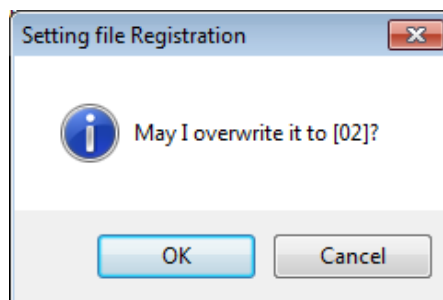 Setting file Registration
May I overwrite it to [02]?
OK
Cancel